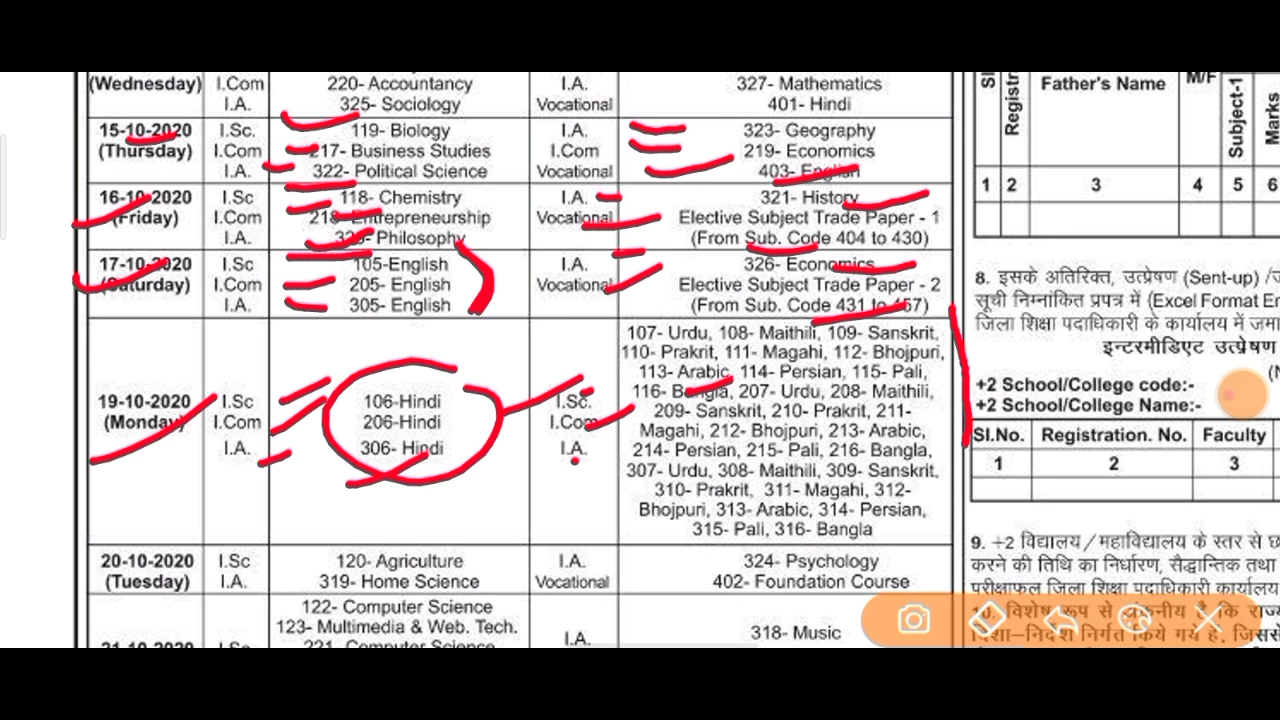 (Wednesday) I.Com 220- Accountancy I.A. 327- Mathematics
I.A. 325- Sociology Vocational 401- Hindi
15-10-2020 I.Sc. 119- Biology I.A. 323- Geography
(Thursday) I.Com 217- Business Studies I.Com 219- Economics
I.A. 322- Political Science Vocational 403- English
16-10-2020 I.Sc 118- Chemistry I.A. 321- History
(Friday) I.Com 218- Entrepreneurship Vocational Elective Subject Trade Paper - 1
I.A. Philosophy (From Sub. Code 404 to 430)
17-10-2020 I.Sc 105-English I.A. 326- Economics
(Saturday) I.Com 205- English Vocational Elective Subject Trade Paper - 2
I.A. 305- English (From Sub. Code 431 to 457)
19-10-2020 I.Sc 106-Hindi I.Sc.
(Monday) I.Com 206-Hindi I.Com
I.A. 306- Hindi I.A.
107- Urdu, 108- Maithili, 109- Sanskrit,
110- Prakrit, 111- Magahi, 112- Bhojpuri,
113- Arabic, 114- Persian, 115- Pali,
116- Bangla, 207- Urdu, 208- Maithili,
209- Sanskrit, 210- Prakrit, 211-
Magahi, 212- Bhojpuri, 213- Arabic,
214- Persian, 215- Pali, 216- Bangla,
307- Urdu, 308- Maithili, 309- Sanskrit,
310- Prakrit, 311- Magahi, 312-
Bhojpuri, 313- Arabic, 314- Persian,
315- Pali, 316- Bangla
20-10-2020 I.Sc 120- Agriculture I.A. 324- Psychology
(Tuesday) I.A. 319- Home Science Vocational 402- Foundation Course
122- Computer Science
123- Multimedia & Web. Tech. I.A. 318- Music
221- Computer Science
Father's Name M/F Subject-1 Marks
1 2 3 4 5 6
8. इसके अतिरिक्त, उत्प्रेषण (Sent-up)
सूची निम्नांकित प्रपत्र में (Excel Format
जिला शिक्षा पदाधिकारी के कार्यालय में
इन्टरमीडिएट उत्प्रेषण
+2 School/College code:-
+2 School/College Name:-
Sl.No. Registration. No. Faculty
1 2 3
9. +2 विद्यालय/महाविद्यालय के स्तर से
करने की तिथि का निर्धारण, सैद्धान्तिक तथा
परीक्षाफल जिला शिक्षा पदाधिकारी कार्यालय
10. विशेष रूप से है कि
निर्गत किये गये है,